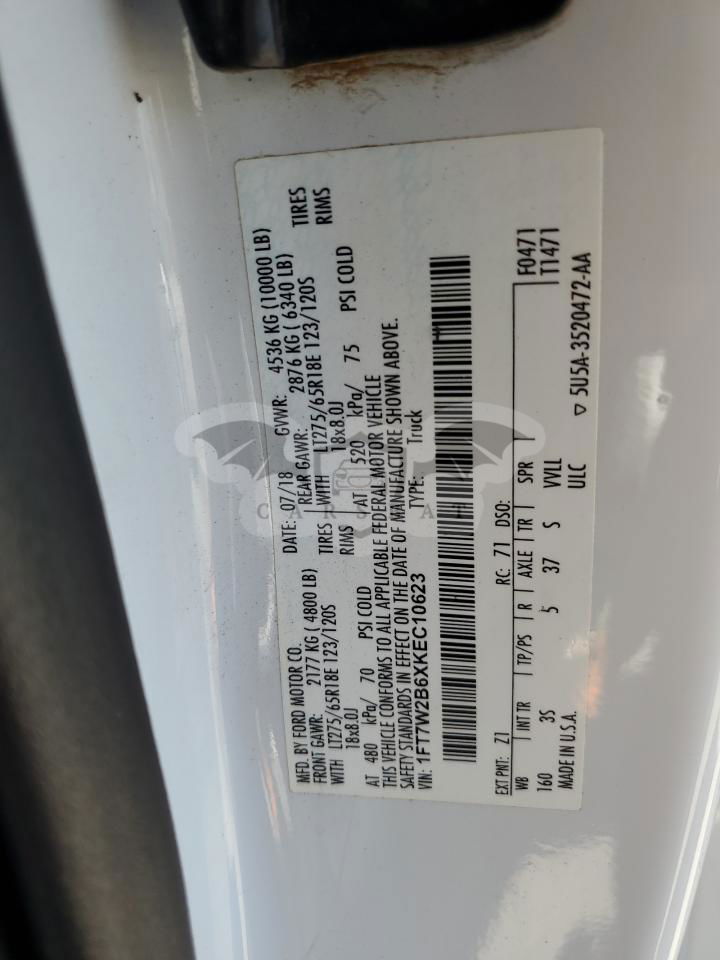 MFD. BY FORD MOTOR CO.
DATE: 07/18 GVWR: 4536 KG (10000 LB)
FRONT GAWR: 2177 KG ( 4800 LB) REAR GAWR: 2876 KG ( 6340 LB)
WITH LT275/65R18E 123/120S TIRES WITH LT275/65R18E 123/120S TIRES
18x8.0J RIMS 18x8.0J RIMS
AT 480 kPa/ 70 PSI COLD AT 520 kPa/ 75 PSI COLD
THIS VEHICLE CONFORMS TO ALL APPLICABLE FEDERAL MOTOR VEHICLE
SAFETY STANDARDS IN EFFECT ON THE DATE OF MANUFACTURE SHOWN ABOVE.
VIN: 1FT7W2B6XKEC10623 TYPE: Truck
EXT PNT: Z1 RC: 71 DSO: F0471
WB INT TR TP/PS R AXLE TR SPR T1471
160 3S 5 37 S VVLL
MADE IN U.S.A. ULC
5U5A-3520472-AA
CARS AT